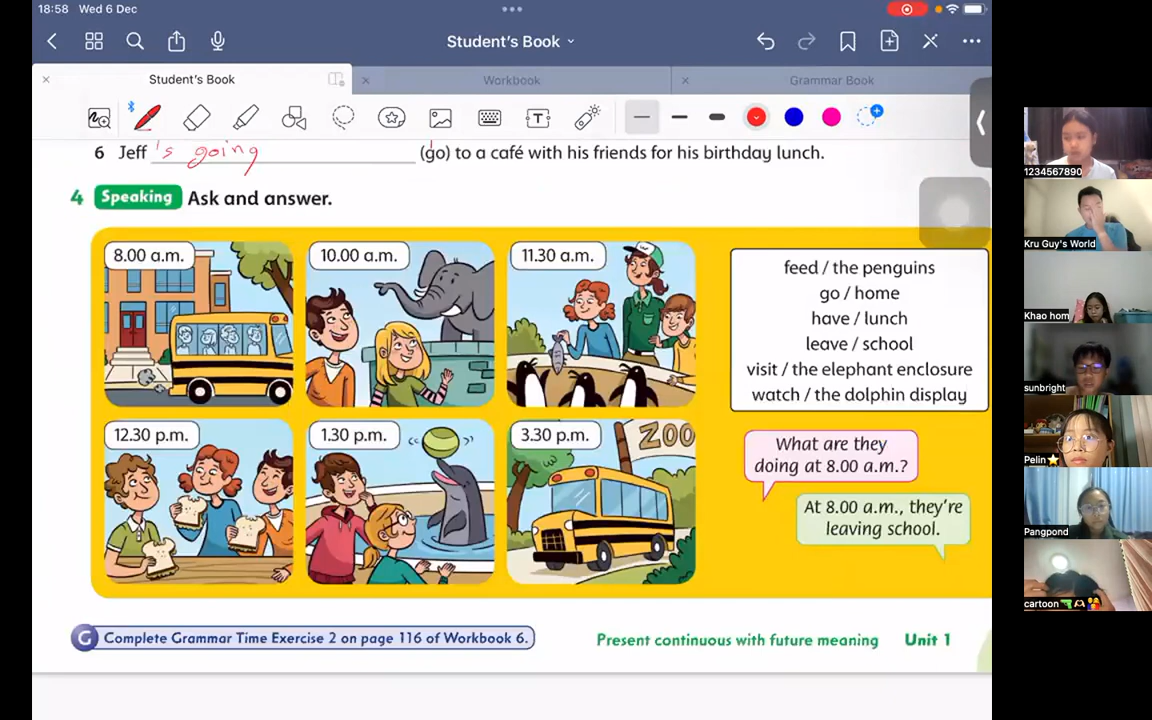 18:58 Wed 6 Dec
Student's Book
Student's Book
Workbook
Grammar Book
6 Jeff 's going (go) to a café with his friends for his birthday lunch.
4 Speaking Ask and answer.
8.00 a.m.
10.00 a.m.
11.30 a.m.
12.30 p.m.
1.30 p.m.
3.30 p.m.
ZOO
feed / the penguins
go / home
have / lunch
leave / school
visit / the elephant enclosure
watch / the dolphin display
What are they
doing at 8.00 a.m.?
At 8.00 a.m., they're
leaving school.
G Complete Grammar Time Exercise 2 on page 116 of Workbook 6.
Present continuous with future meaning Unit 1
1234567890
Kru Guy's World
Khao hom
sunbright
Pelin⭐
Pangpond
cartoon